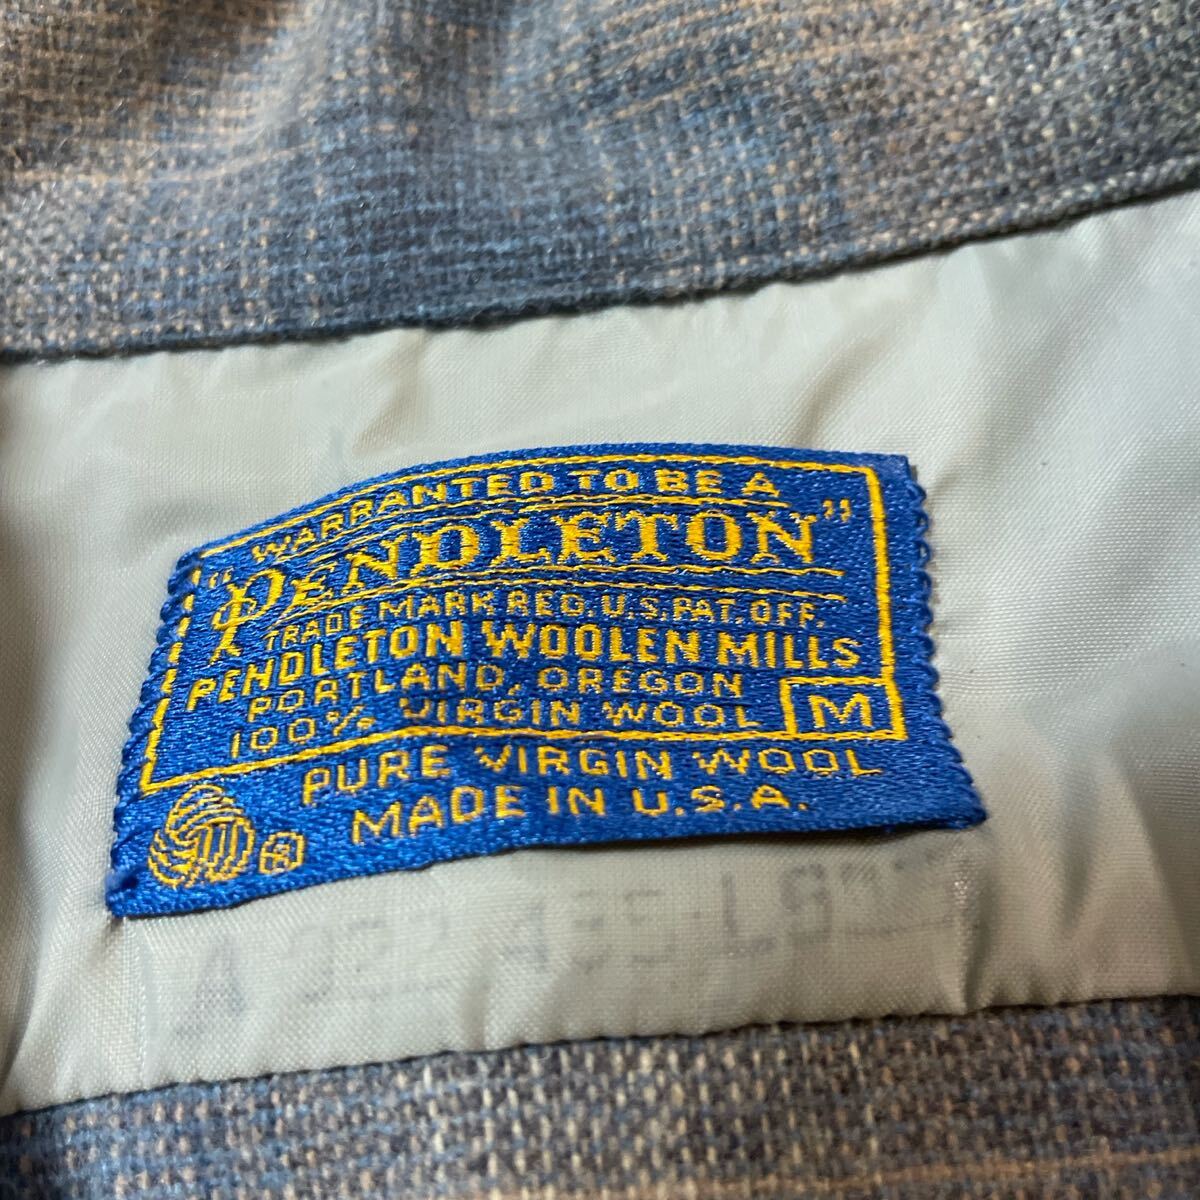 WARRANTED TO BE A
"PENDLETON"
TRADE MARK REG. U.S. PAT. OFF.
PENDLETON WOOLEN MILLS
PORTLAND, OREGON
100% VIRGIN WOOL M
PURE VIRGIN WOOL
MADE IN U.S.A.